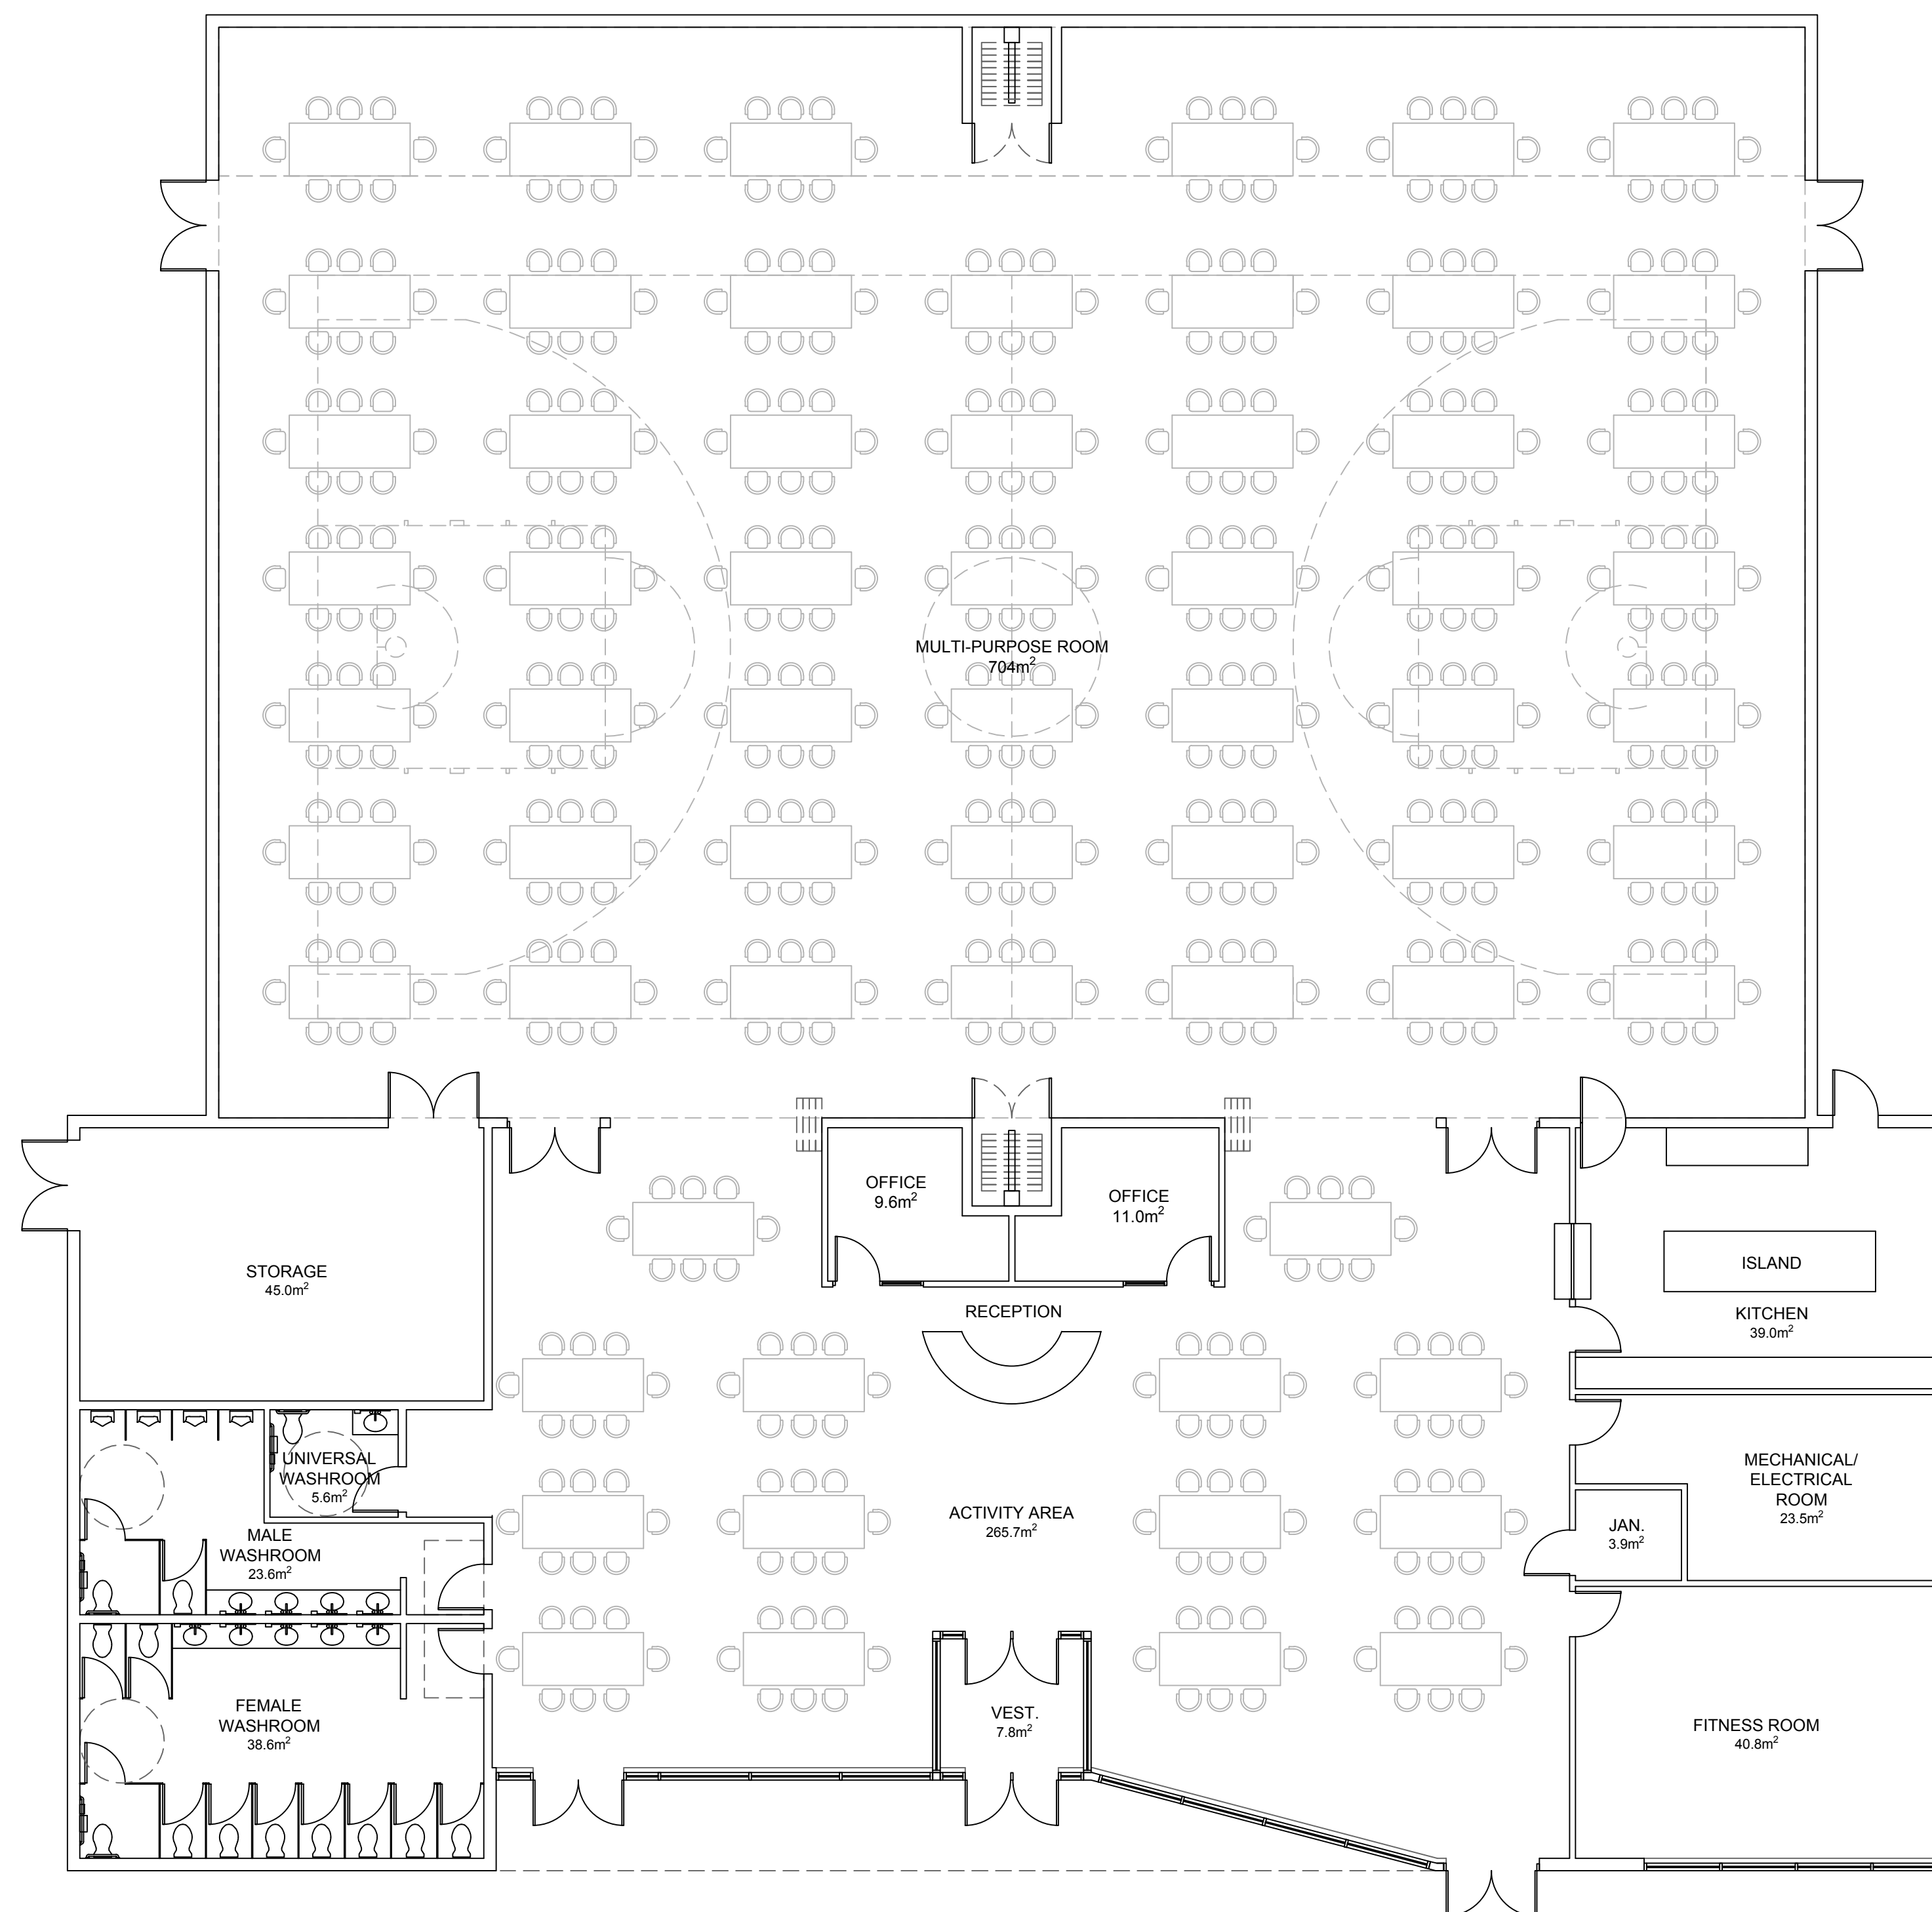 MULTI-PURPOSE ROOM
704m²
OFFICE
9.6m²
OFFICE
11.0m²
STORAGE
45.0m²
ISLAND
RECEPTION
KITCHEN
39.0m²
UNIVERSAL
WASHROOM
5.6m²
MECHANICAL/
ELECTRICAL
ROOM
23.5m²
ACTIVITY AREA
265.7m²
JAN.
3.9m²
MALE
WASHROOM
23.6m²
FEMALE
WASHROOM
38.6m²
VEST.
7.8m²
FITNESS ROOM
40.8m²